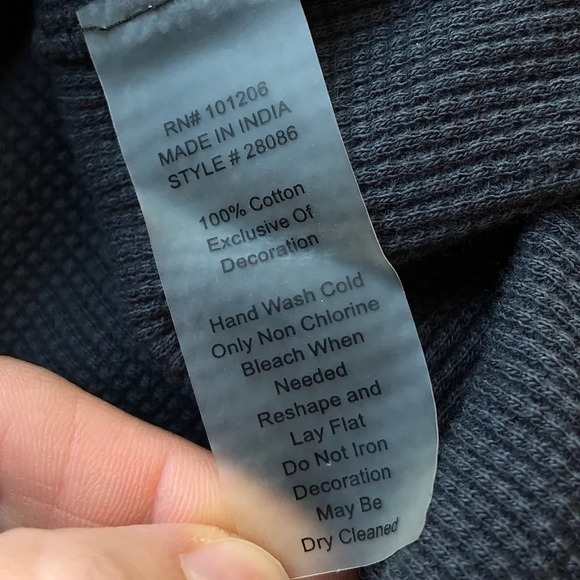 RN# 101206
MADE IN INDIA
STYLE # 28086
100% Cotton
Exclusive Of
Decoration
Hand Wash Cold
Only Non Chlorine
Bleach When
Needed
Reshape and
Lay Flat
Do Not Iron
Decoration
May Be
Dry Cleaned